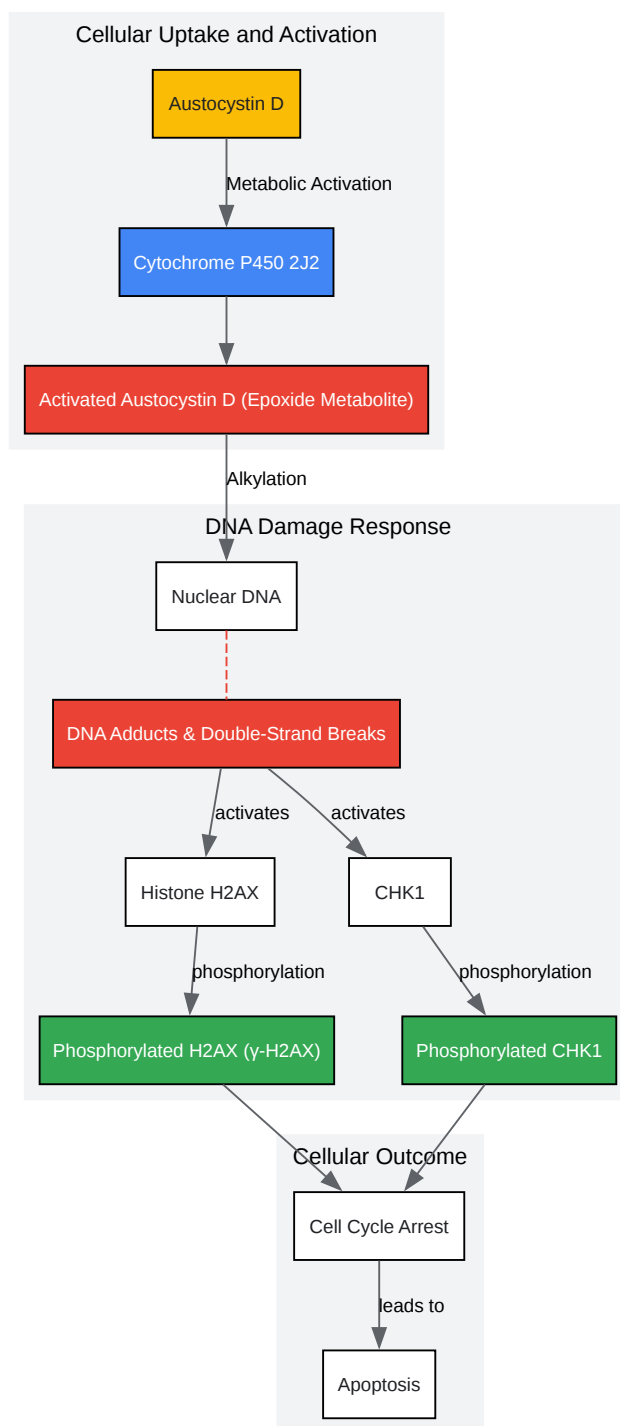 Cellular Uptake and Activation
Austocystin D
Metabolic Activation
Cytochrome P450 2J2
Activated Austocystin D (Epoxide Metabolite)
Alkylation
DNA Damage Response
Nuclear DNA
DNA Adducts & Double-Strand Breaks
activates
activates
Histone H2AX
CHK1
phosphorylation
phosphorylation
Phosphorylated H2AX (γ-H2AX)
Phosphorylated CHK1
Cellular Outcome
Cell Cycle Arrest
leads to
Apoptosis